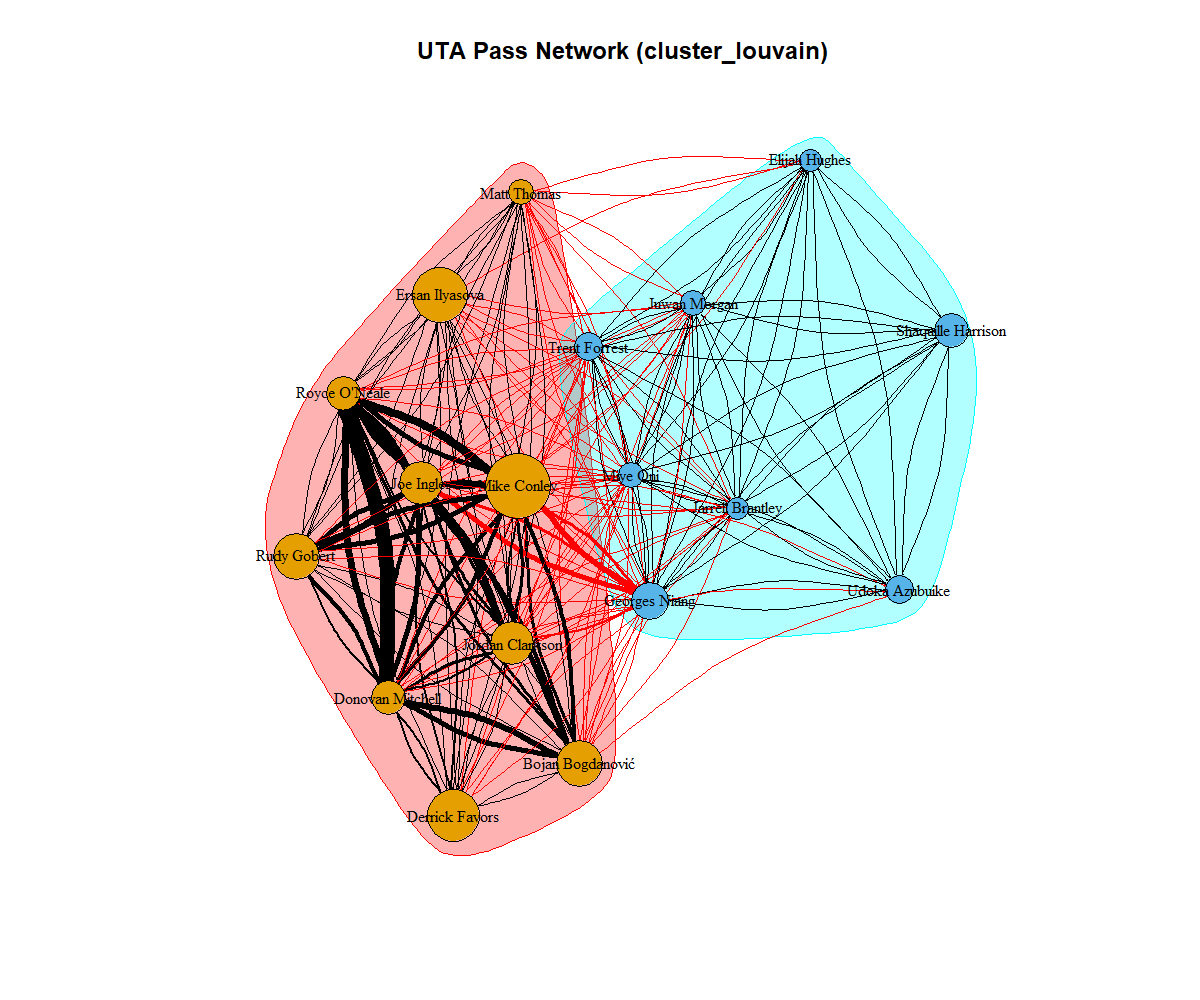 UTA Pass Network (cluster_louvain)
Elijah Hughes
Matt Thomas
Ersan Ilyasova
Juwan Morgan
Shaquille Harrison
Trent Forrest
Royce O'Neale
Joe Ingles
Mike Conley
Miye Oni
Jarrell Brantley
Rudy Gobert
Udoka Azubuike
Georges Niang
Jordan Clarkson
Donovan Mitchell
Bojan Bogdanović
Derrick Favors